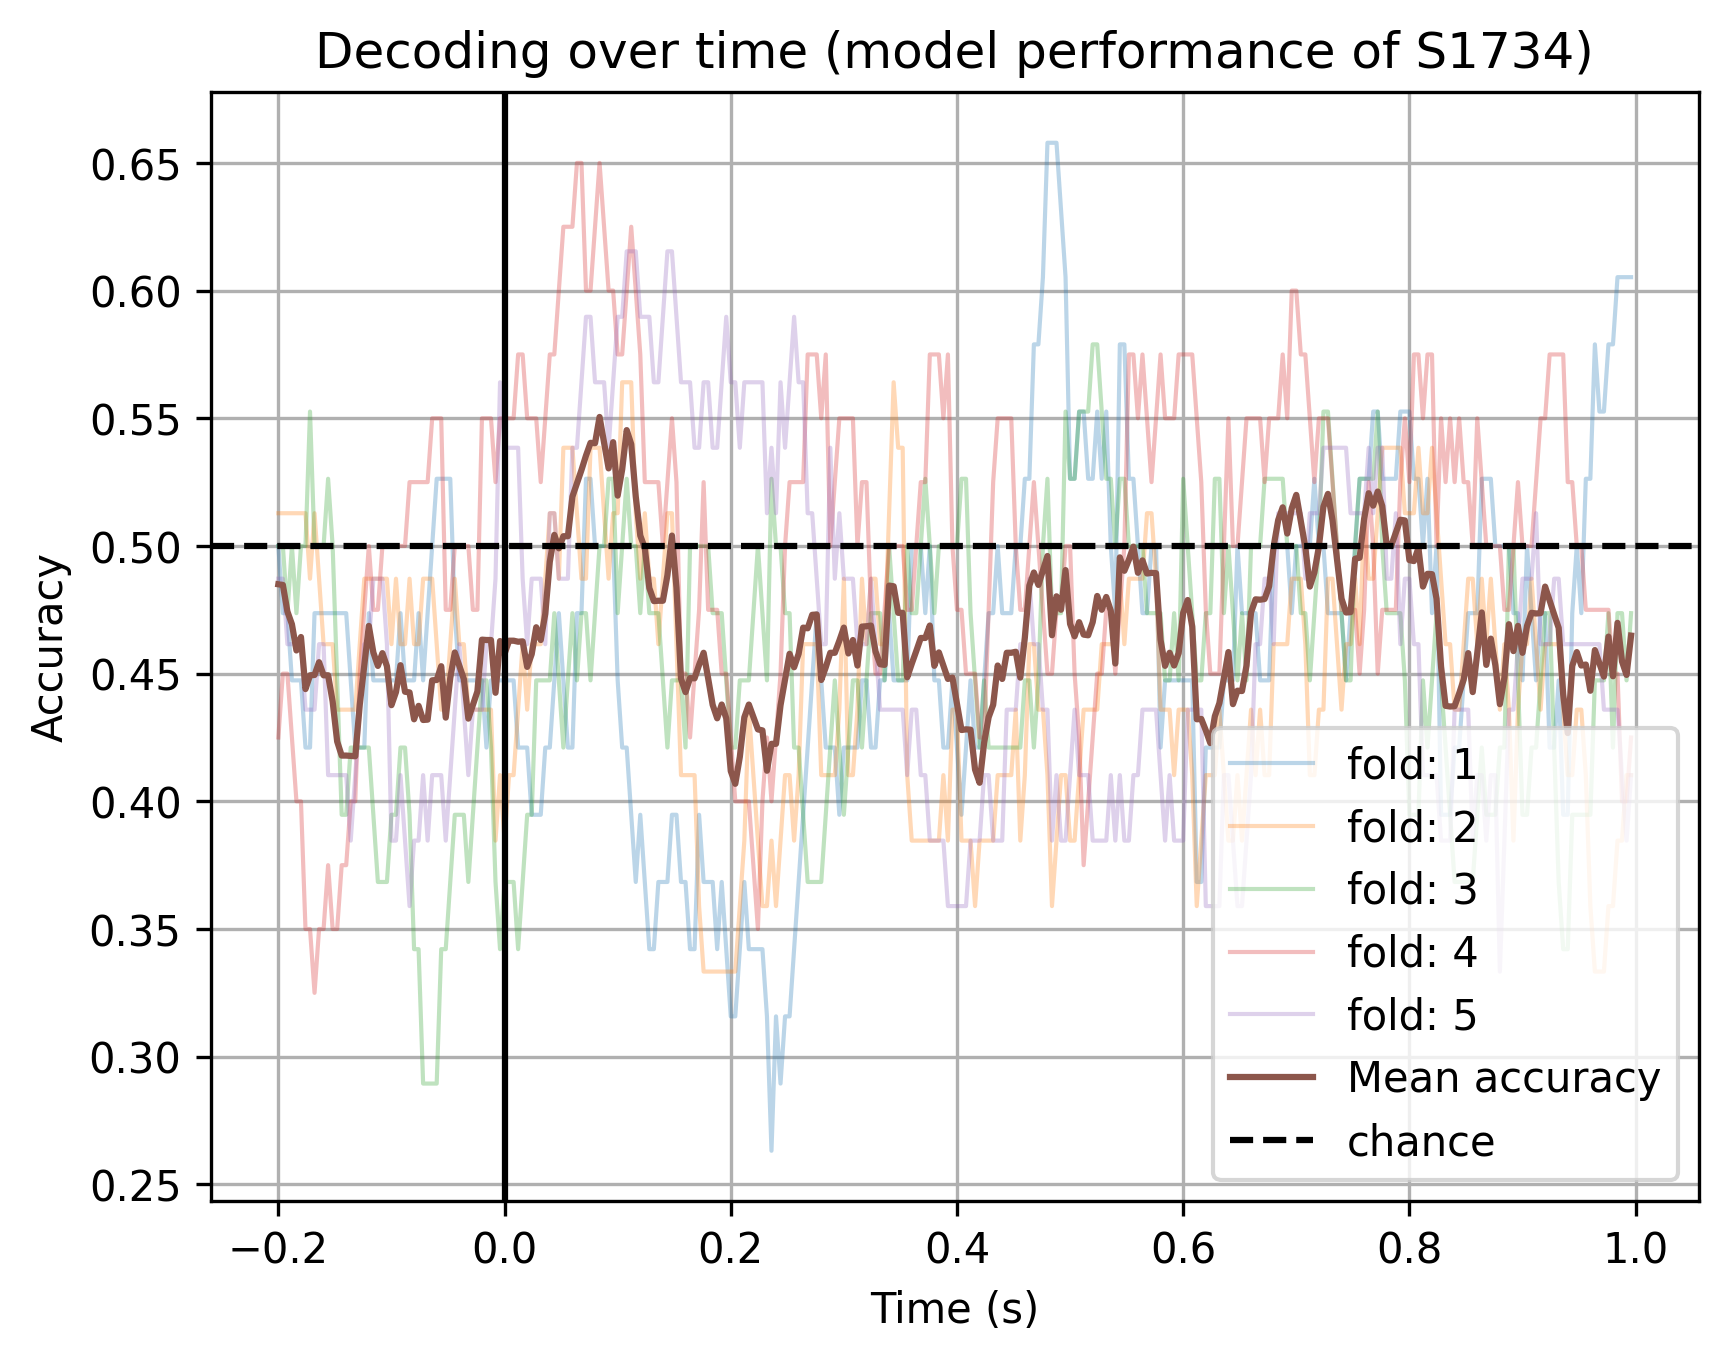 Decoding over time (model performance of S1734)
Accuracy
0.65
0.60
0.55
0.50
0.45
0.40
0.35
0.30
0.25
−0.2 0.0 0.2 0.4 0.6 0.8 1.0
Time (s)
fold: 1
fold: 2
fold: 3
fold: 4
fold: 5
Mean accuracy
chance